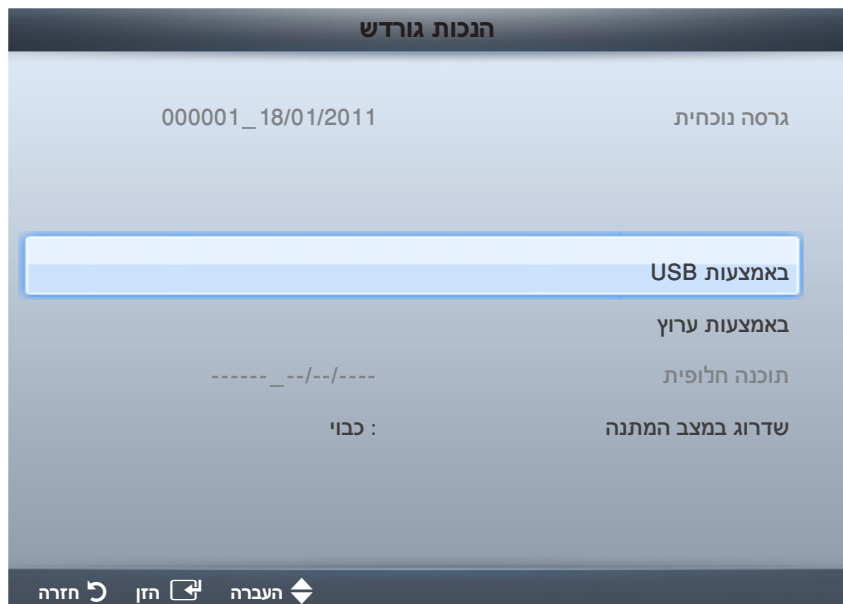 הנכות גורדש
גרסה נוכחית 000001_18/01/2011
באמצעות USB
באמצעות ערוץ
תוכנה חלופית ------_--/--/----
שדרוג במצב המתנה : כבוי
העברה הזן חזרה